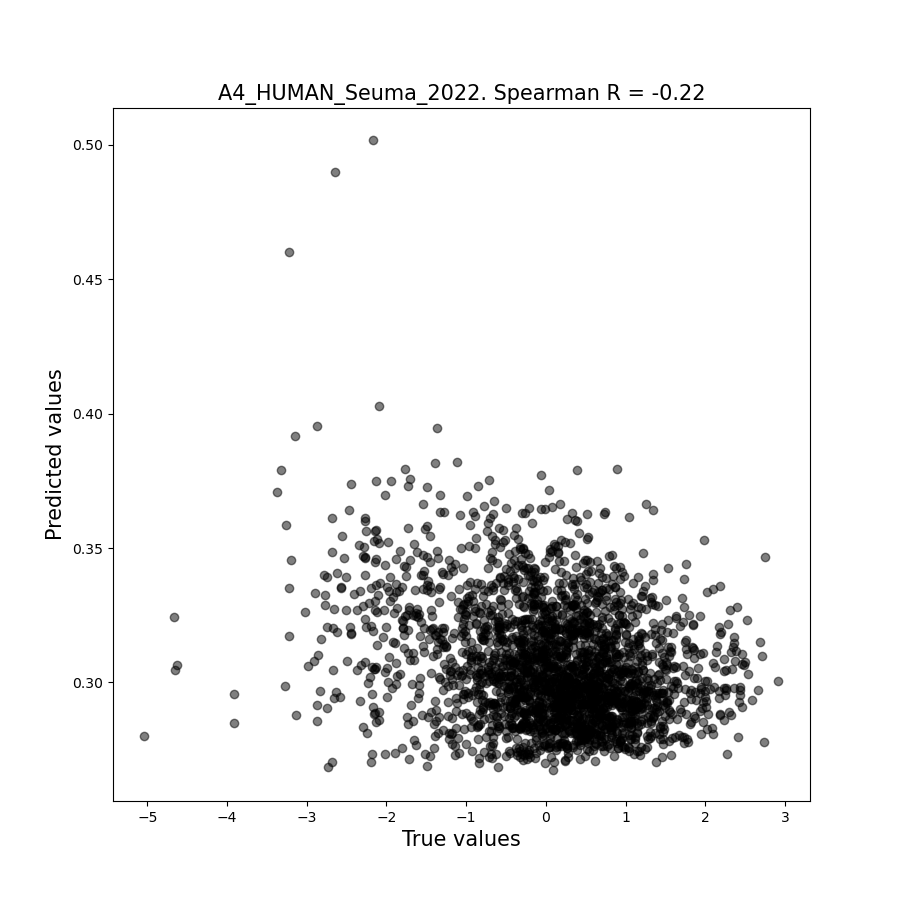 A4_HUMAN_Seuma_2022. Spearman R = -0.22
0.50
0.45
0.40
0.35
0.30
Predicted values
−5 −4 −3 −2 −1 0 1 2 3
True values